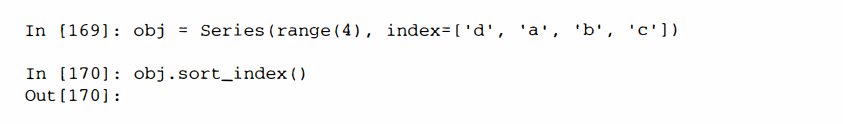 In [169]: obj = Series(range(4), index=['d', 'a', 'b', 'c'])
In [170]: obj.sort_index()
Out[170]: